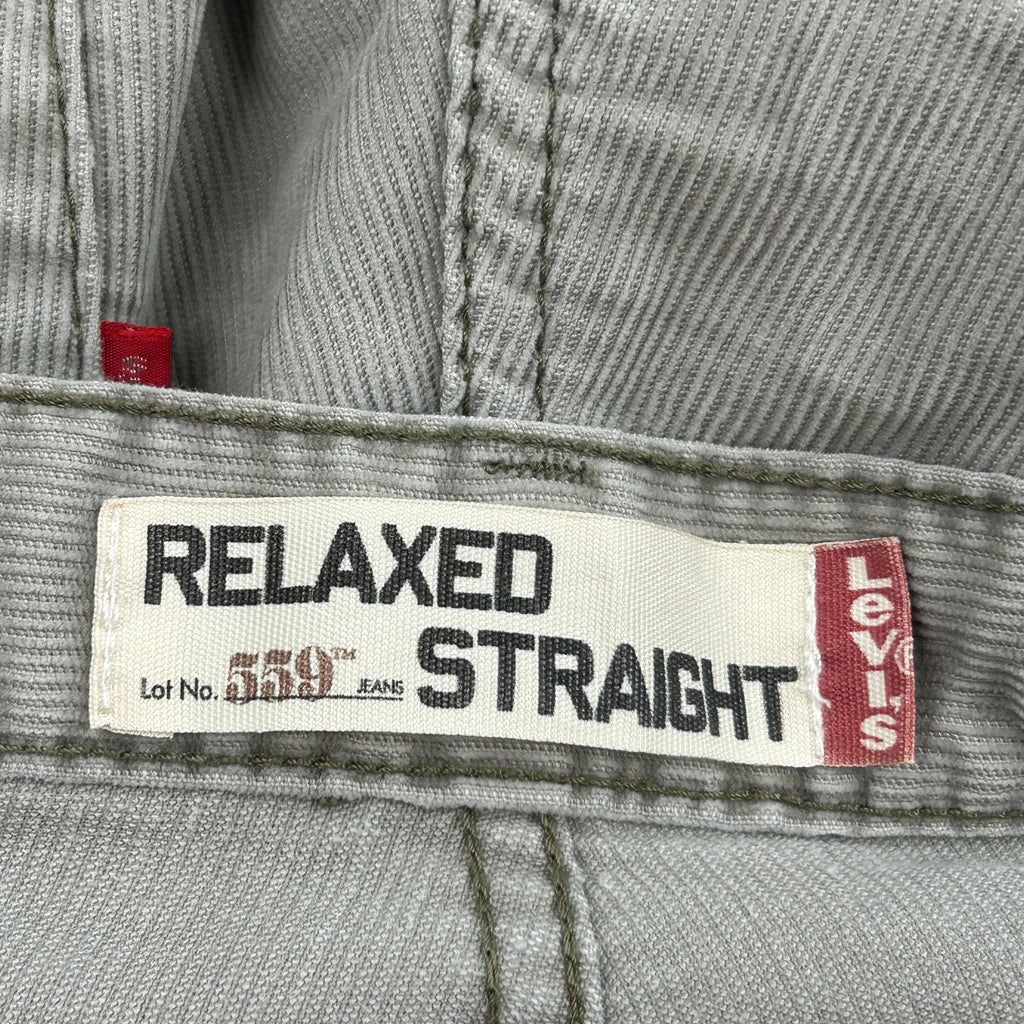 RELAXED
Lot No. 559™ JEANS STRAIGHT
LeVI'S®